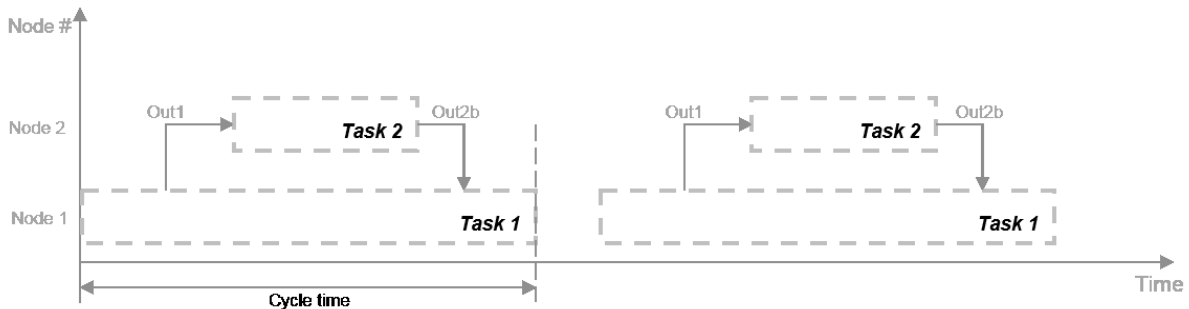 Node #
Out1
Out2b
Out1
Out2b
Node 2
Task 2
Task 2
Node 1
Task 1
Task 1
Time
Cycle time